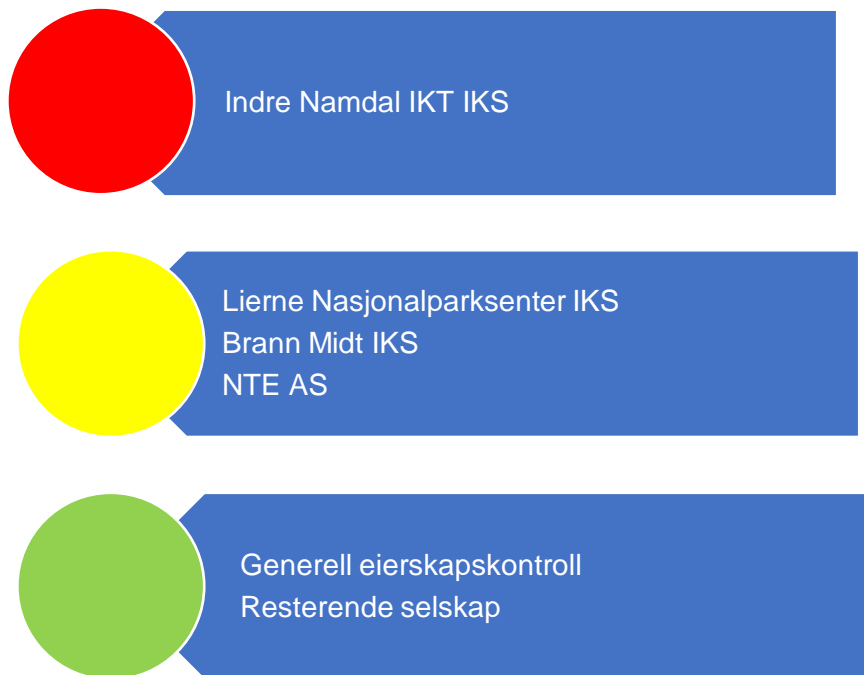 Indre Namdal IKT IKS
Lierne Nasjonalparksenter IKS
Brann Midt IKS
NTE AS
Generell eierskapskontroll
Resterende selskap